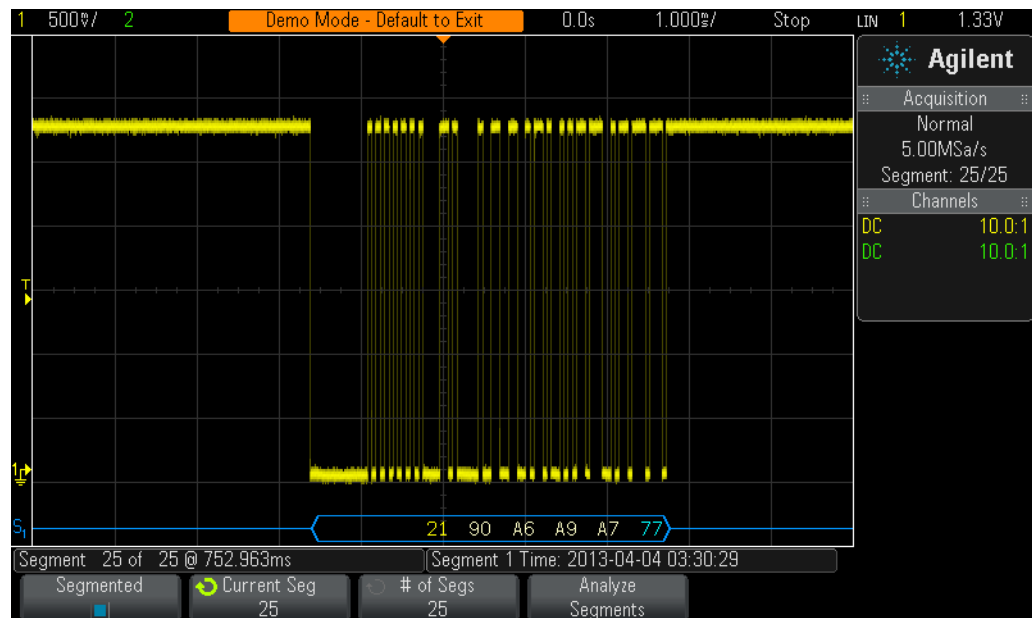 1 500♉/ 2 Demo Mode - Default to Exit 0.0s 1.000㎳/ Stop LIN 1 1.33V
Agilent
Acquisition
Normal
5.00MSa/s
Segment: 25/25
Channels
DC 10.0:1
DC 10.0:1
T
1
S1 21 90 A6 A9 A7 77
Segment 25 of 25 @ 752.963ms Segment 1 Time: 2013-04-04 03:30:29
Segmented Current Seg # of Segs Analyze
25 25 Segments